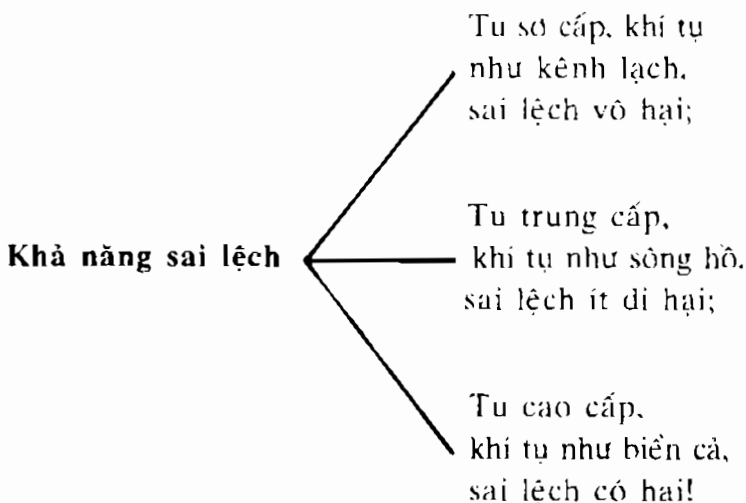 Tu sơ cấp, khí tụ
như kênh lạch,
sai lệch vô hại;
Khả năng sai lệch
Tu trung cấp,
khí tụ như sông hồ,
sai lệch ít di hại;
Tu cao cấp,
khí tụ như biển cả,
sai lệch có hại!